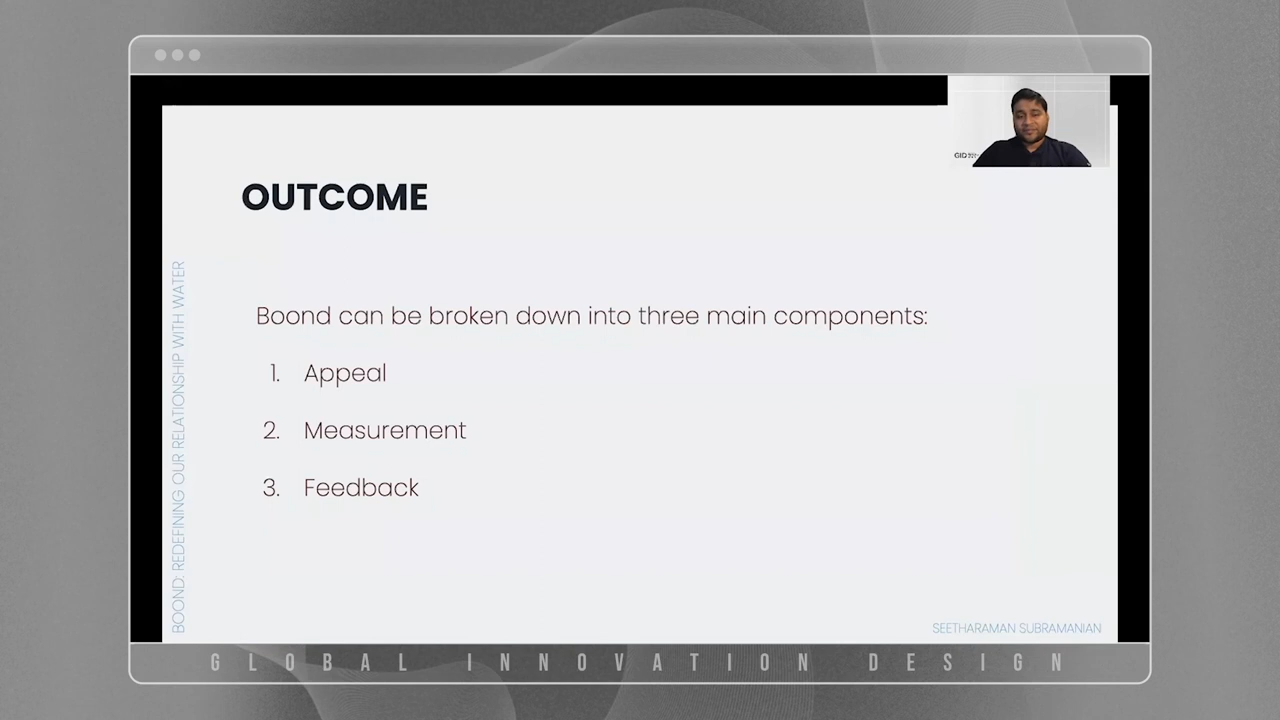 OUTCOME
Boond can be broken down into three main components:
1. Appeal
2. Measurement
3. Feedback
BOOND: REDEFINING OUR RELATIONSHIP WITH WATER
SEETHARAMAN SUBRAMANIAN
GLOBAL INNOVATION DESIGN